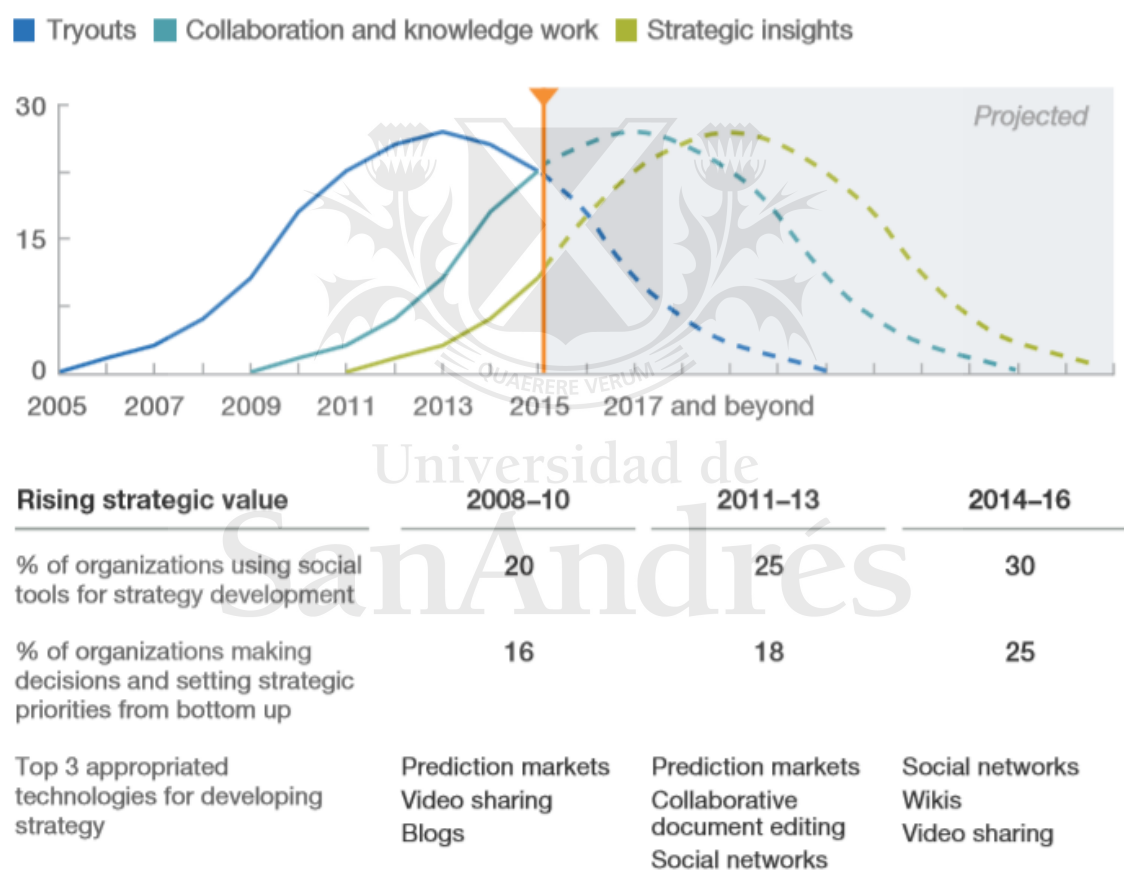 Tryouts Collaboration and knowledge work Strategic insights
30
Projected
15
QUAERERE VERUM
0
2005 2007 2009 2011 2013 2015 2017 and beyond
Universidad de
SanAndrés
Rising strategic value 2008–10 2011–13 2014–16
% of organizations using social 20 25 30
tools for strategy development
% of organizations making 16 18 25
decisions and setting strategic
priorities from bottom up
Top 3 appropriated Prediction markets Prediction markets Social networks
technologies for developing Video sharing Collaborative Wikis
strategy Blogs document editing Video sharing
Social networks